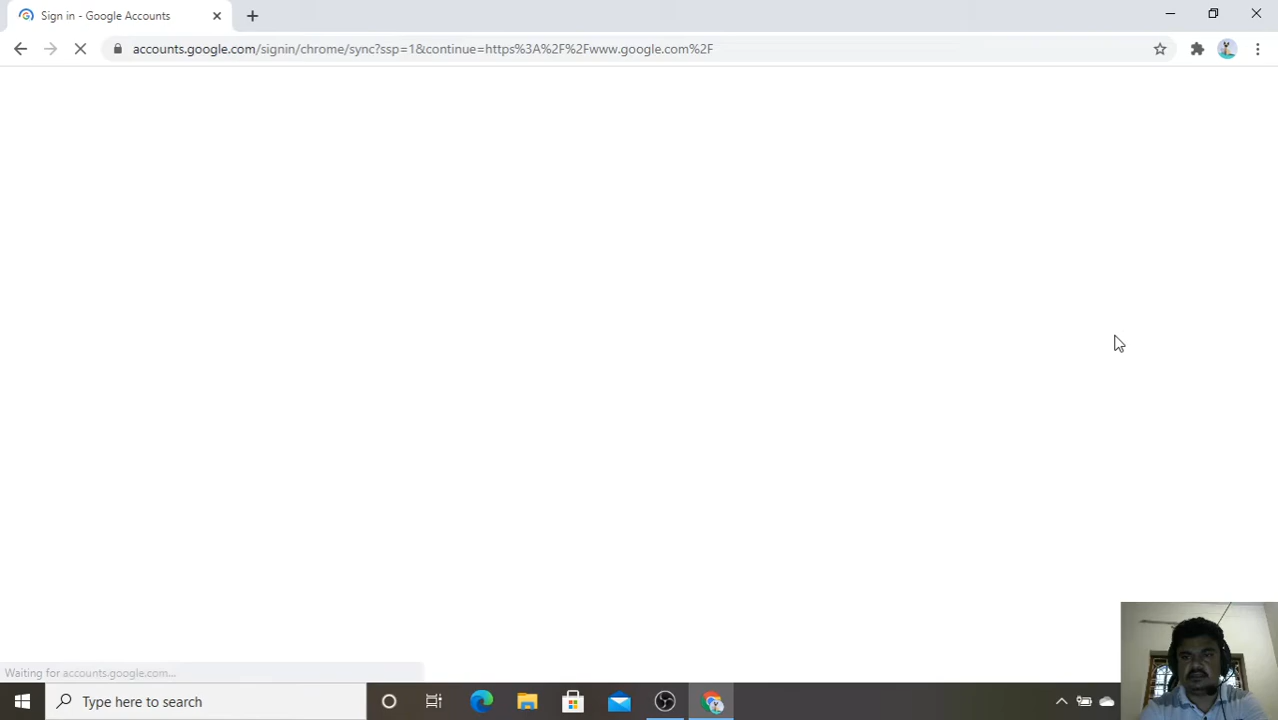 Sign in - Google Accounts
accounts.google.com/signin/chrome/sync?ssp=1&continue=https%3A%2F%2Fwww.google.com%2F
Waiting for accounts.google.com...
Type here to search